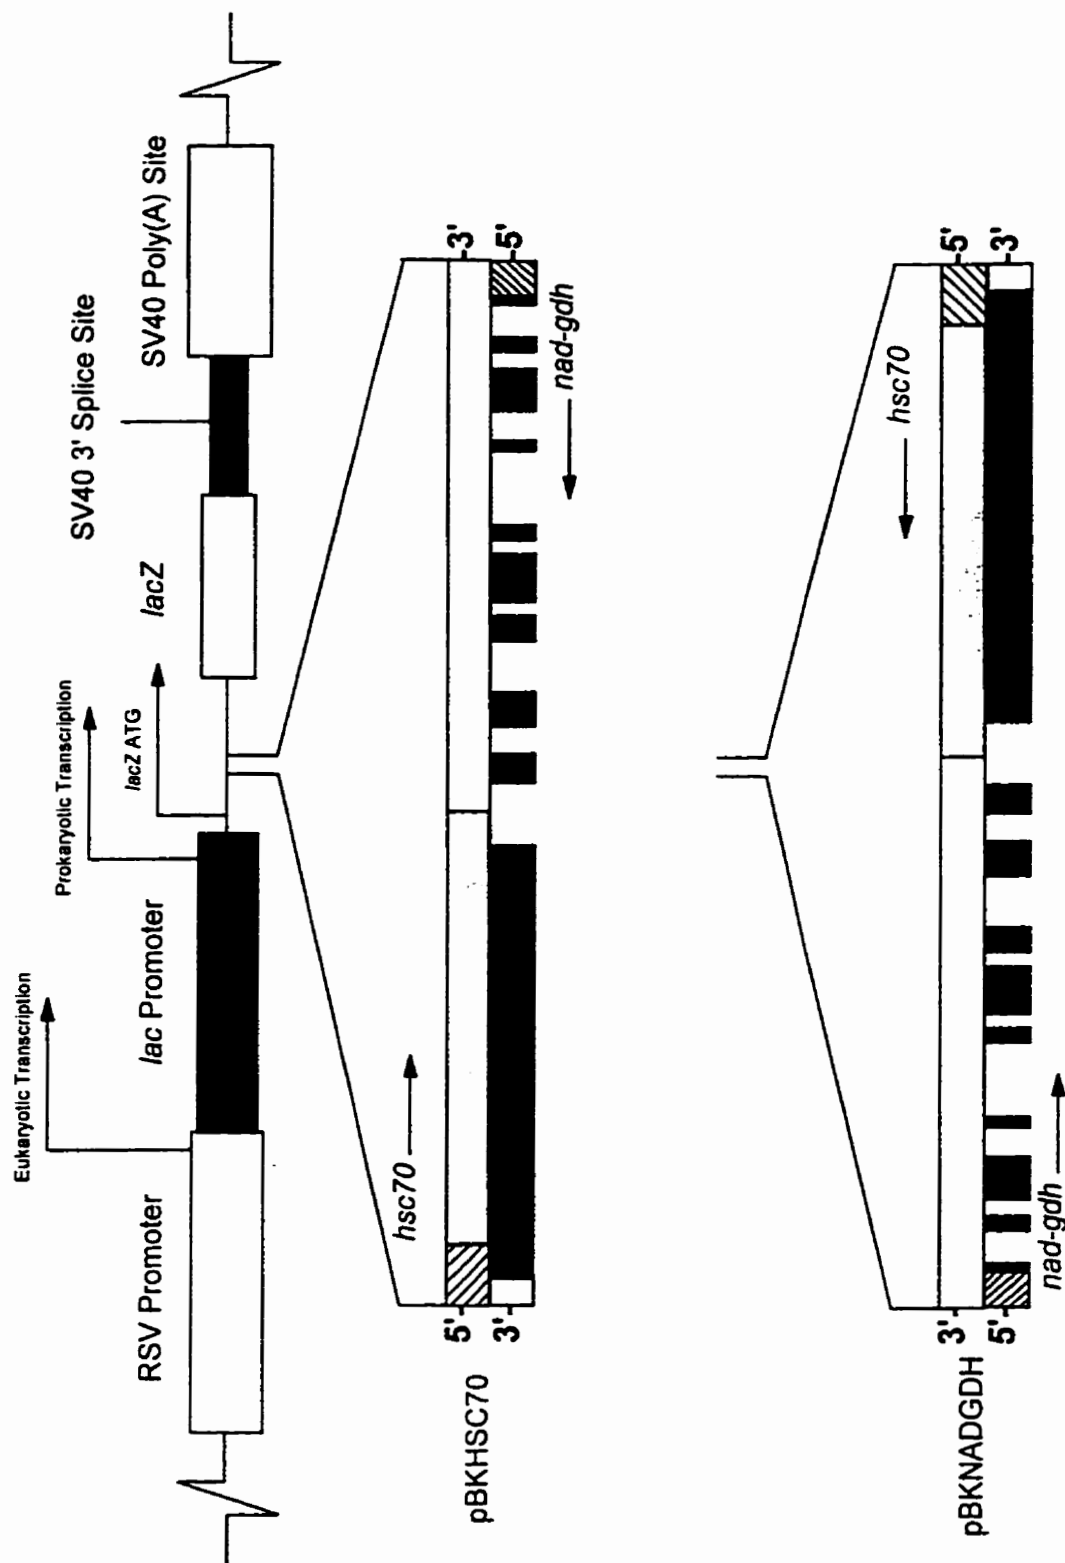 Eukaryotic Transcription
Prokaryotic Transcription
lacZ ATG
SV40 3' Splice Site
RSV Promoter
lac Promoter
lacZ
SV40 Poly(A) Site
hsc70
5'
3'
3'
5'
nad-gdh
pBKHSC70
hsc70
3'
5'
5'
3'
nad-gdh
pBKNADGDH